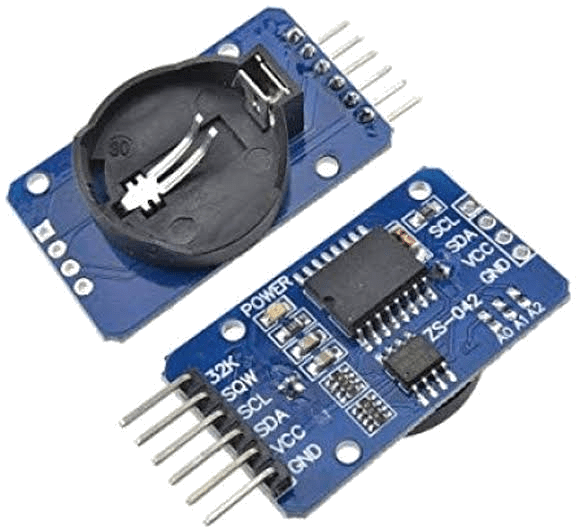 SCL
SDA
VCC
GND
POWER
ZS-042
A0 A1 A2
32K
SQW
SCL
SDA
VCC
GND